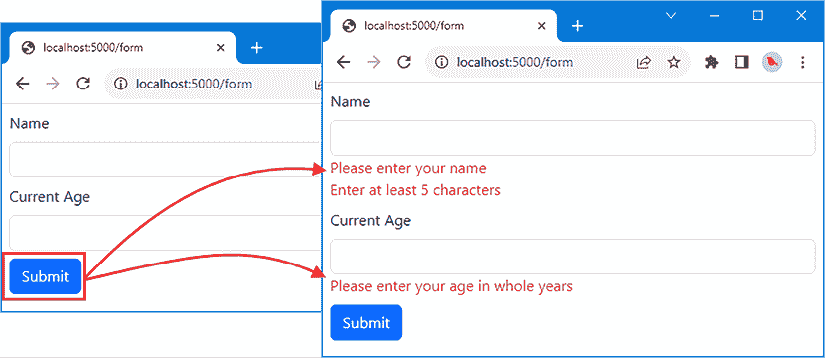 localhost:5000/form
localhost:5000/form
Name
Current Age
Submit
localhost:5000/form
localhost:5000/form
Name
Please enter your name
Enter at least 5 characters
Current Age
Please enter your age in whole years
Submit